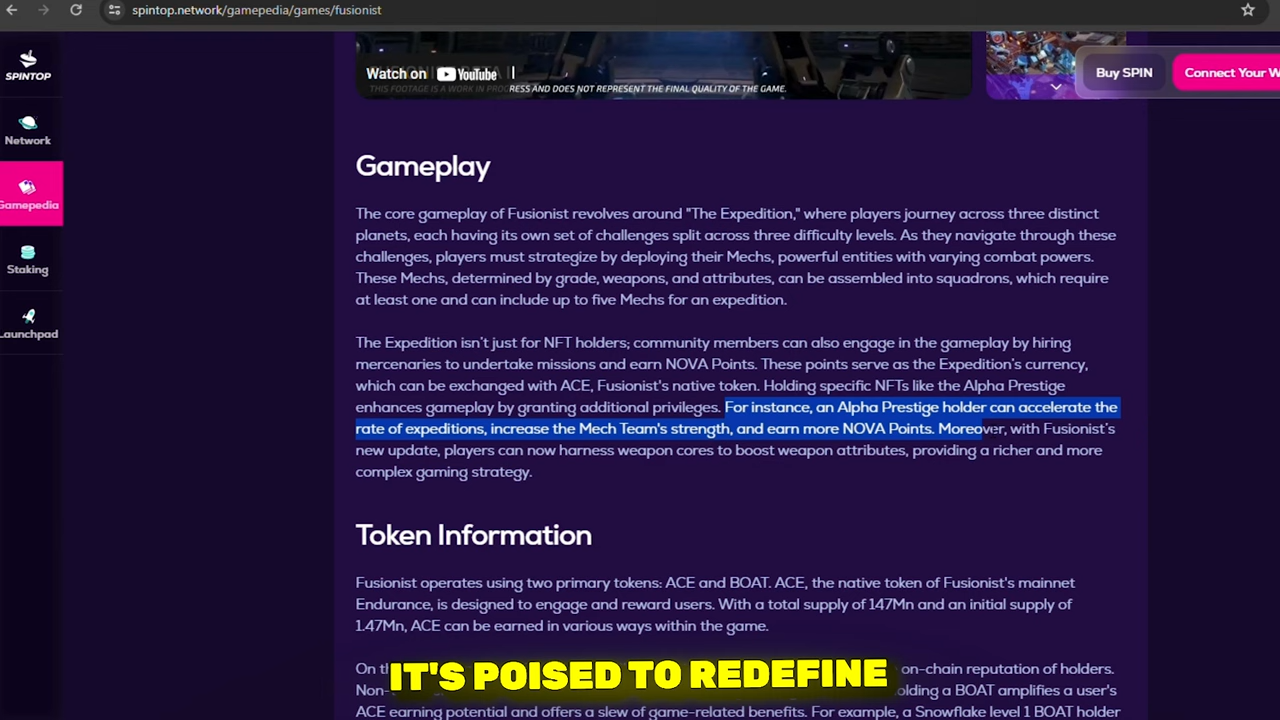 spintop.network/gamepedia/games/fusionist
SPINTOP
Network
Gamepedia
Staking
Launchpad
Watch on YouTube
THIS FOOTAGE IS A WORK IN PROGRESS AND DOES NOT REPRESENT THE FINAL QUALITY OF THE GAME.
Buy SPIN
Connect Your W
Gameplay
The core gameplay of Fusionist revolves around "The Expedition," where players journey across three distinct
planets, each having its own set of challenges split across three difficulty levels. As they navigate through these
challenges, players must strategize by deploying their Mechs, powerful entities with varying combat powers.
These Mechs, determined by grade, weapons, and attributes, can be assembled into squadrons, which require
at least one and can include up to five Mechs for an expedition.
The Expedition isn't just for NFT holders; community members can also engage in the gameplay by hiring
mercenaries to undertake missions and earn NOVA Points. These points serve as the Expedition's currency,
which can be exchanged with ACE, Fusionist's native token. Holding specific NFTs like the Alpha Prestige
enhances gameplay by granting additional privileges. For instance, an Alpha Prestige holder can accelerate the
rate of expeditions, increase the Mech Team's strength, and earn more NOVA Points. Moreover, with Fusionist's
new update, players can now harness weapon cores to boost weapon attributes, providing a richer and more
complex gaming strategy.
Token Information
Fusionist operates using two primary tokens: ACE and BOAT. ACE, the native token of Fusionist's mainnet
Endurance, is designed to engage and reward users. With a total supply of 147Mn and an initial supply of
1.47Mn, ACE can be earned in various ways within the game.
On th on-chain reputation of holders.
IT'S POISED TO REDEFINE
Non- olding a BOAT amplifies a user's
ACE earning potential and offers a slew of game-related benefits. For example, a Snowflake level 1 BOAT holder